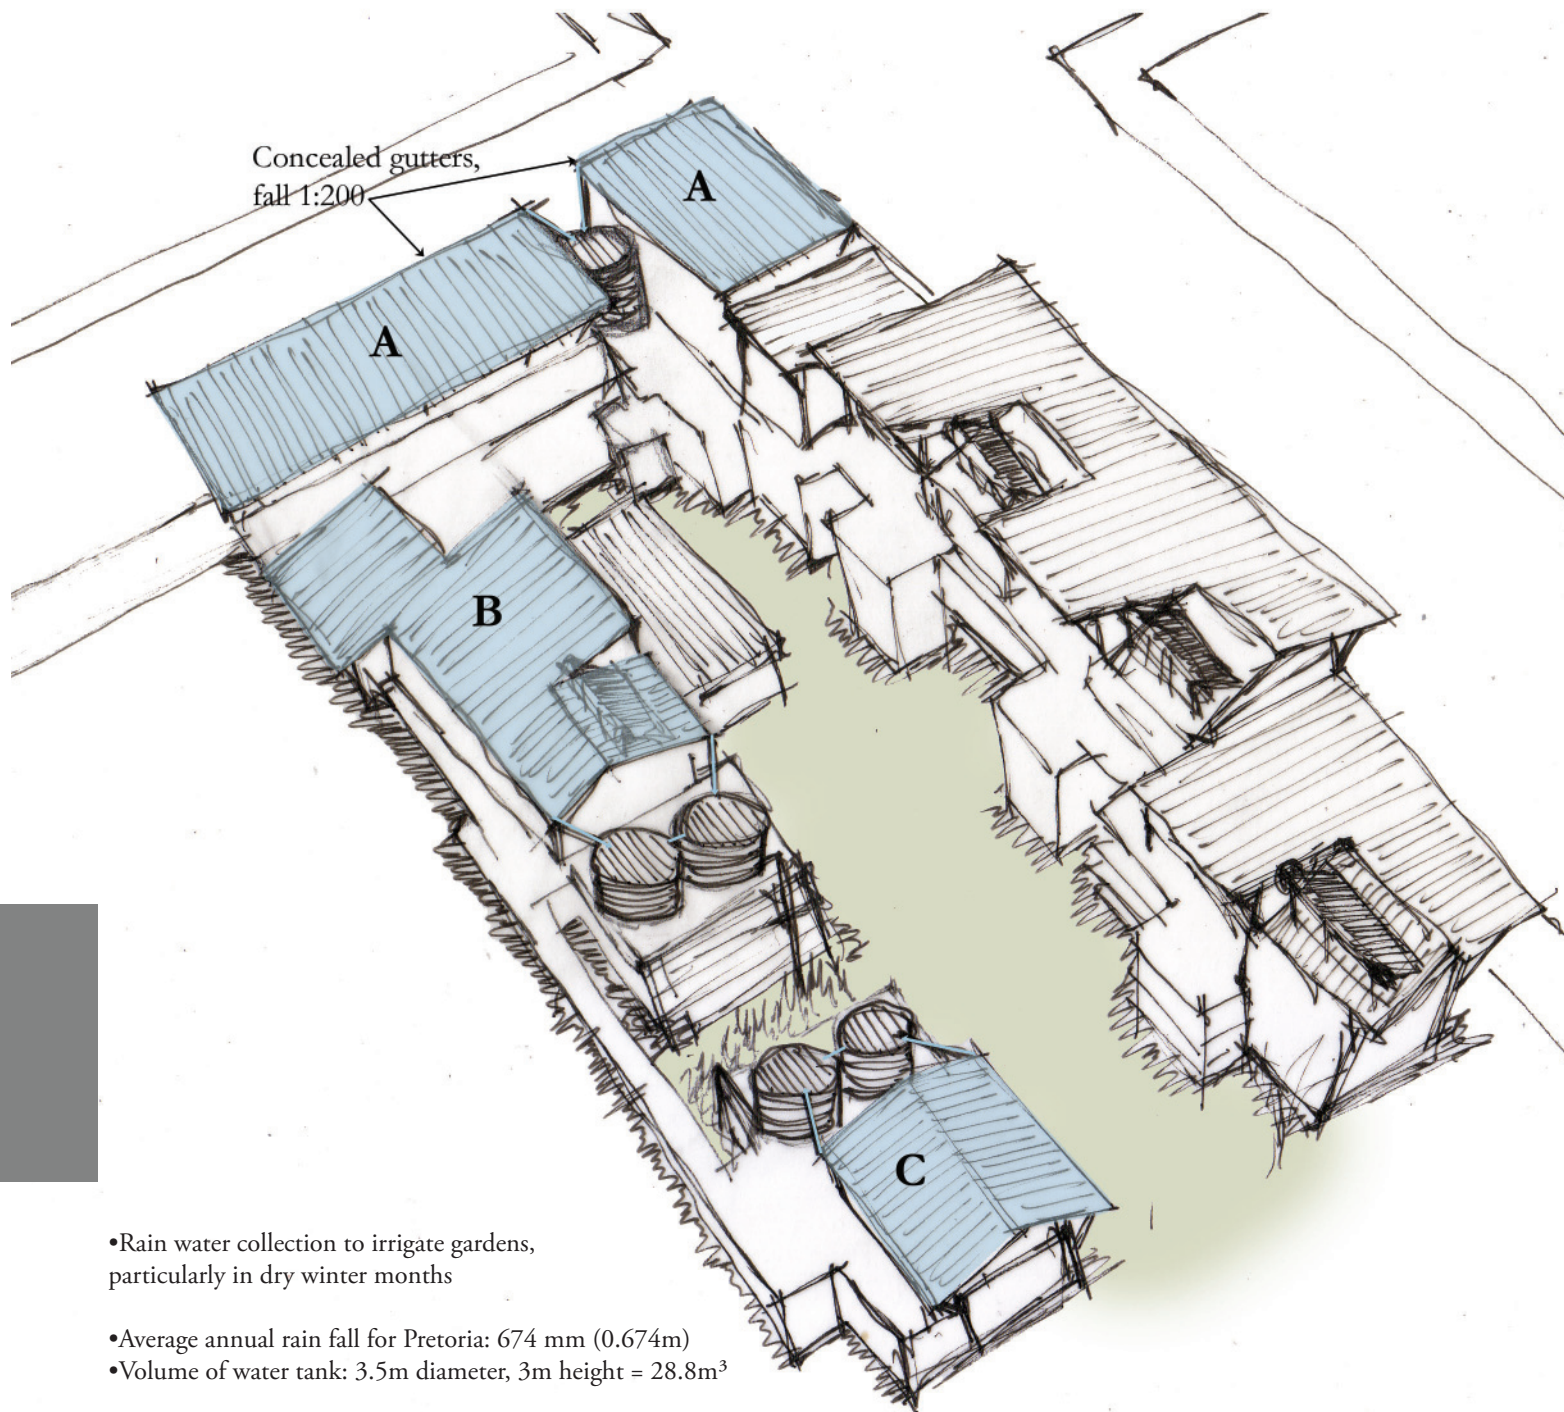 Concealed gutters,
fall 1:200
A
A
B
C
•Rain water collection to irrigate gardens,
particularly in dry winter months
•Average annual rain fall for Pretoria: 674 mm (0.674m)
•Volume of water tank: 3.5m diameter, 3m height = 28.8m³